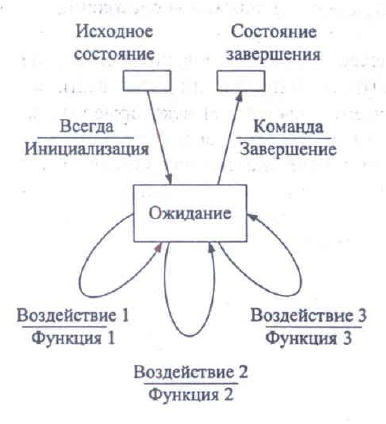 Исходное
состояние
Состояние
завершения
Всегда
Инициализация
Команда
Завершение
Ожидание
Воздействие 1
Функция 1
Воздействие 2
Функция 2
Воздействие 3
Функция 3